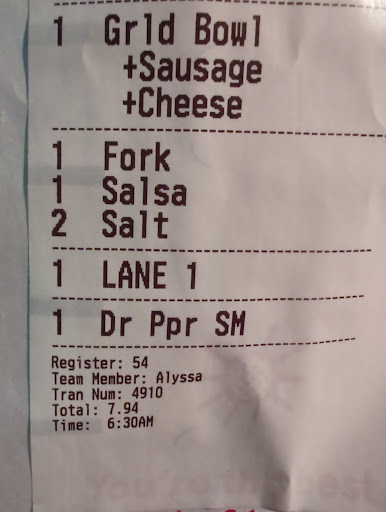 1 Grld Bowl
+Sausage
+Cheese
1 Fork
1 Salsa
2 Salt
1 LANE 1
1 Dr Ppr SM
Register: 54
Team Member: Alyssa
Tran Num: 4910
Total: 7.94
Time: 6:30AM